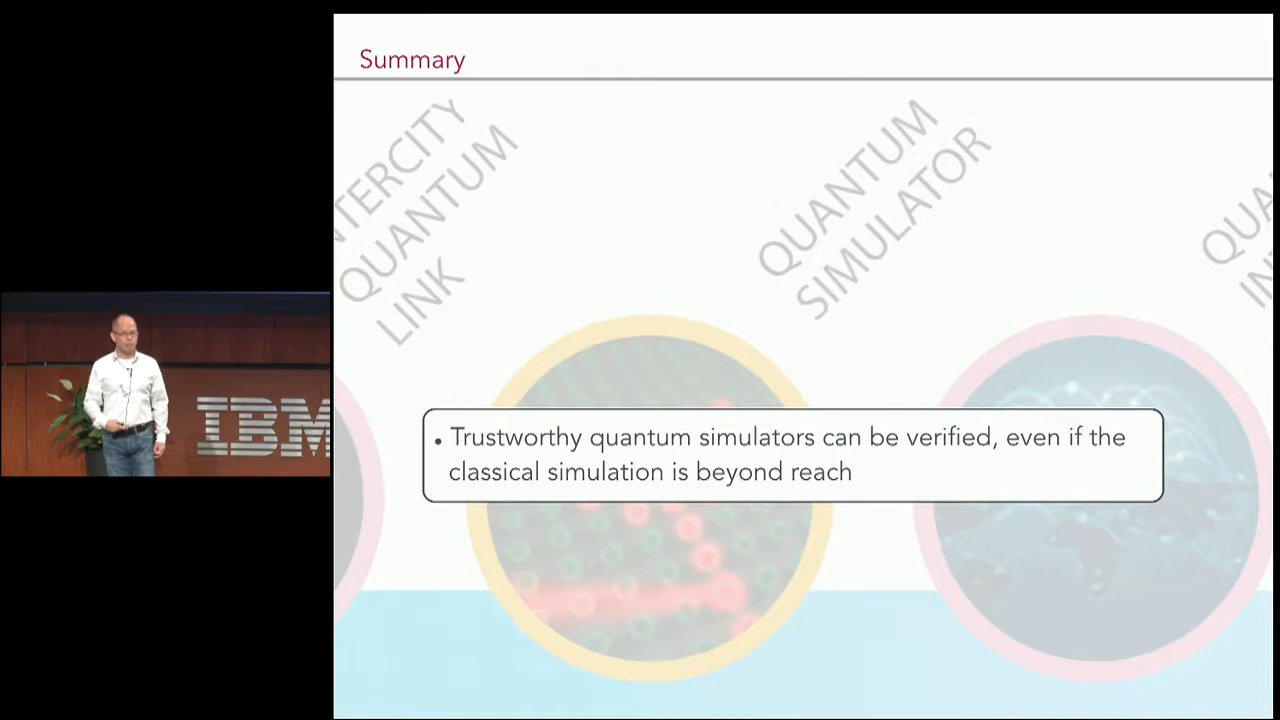 Summary
NTERCITY
QUANTUM
LINK
QUANTUM
SIMULATOR
QUA
IN
• Trustworthy quantum simulators can be verified, even if the
classical simulation is beyond reach
IBM